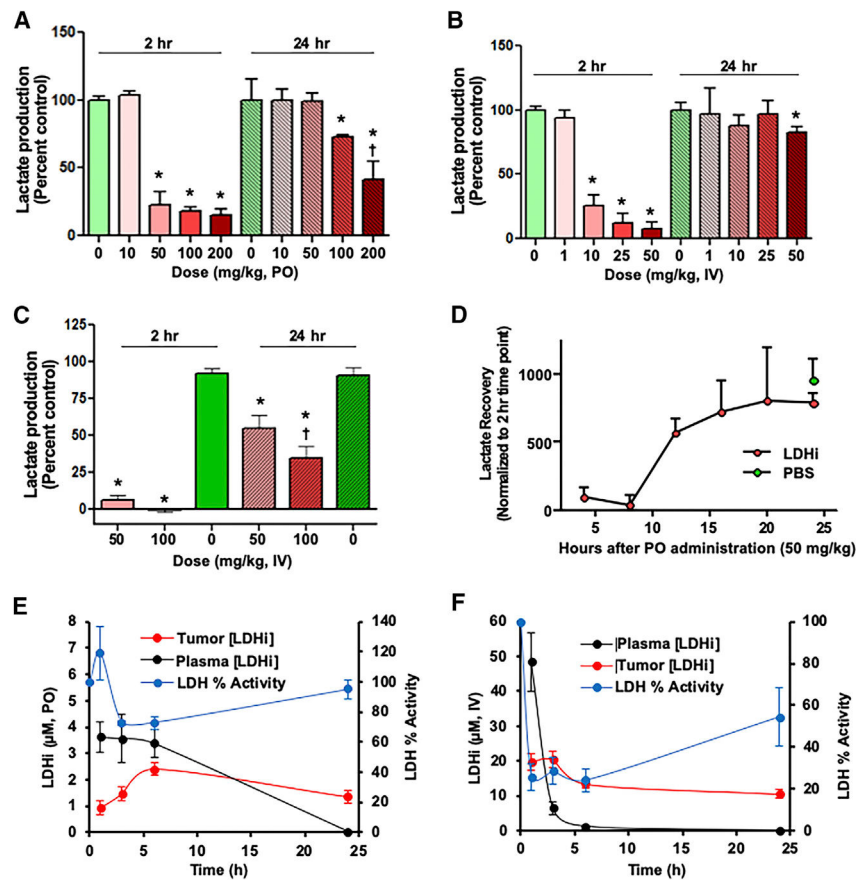 A
Lactate production
(Percent control)
150
100
50
0
2 hr
24 hr
*
*
*
*
*
†
0 10 50 100 200 0 10 50 100 200
Dose (mg/kg, PO)
B
Lactate production
(Percent control)
150
100
50
0
2 hr
24 hr
*
*
*
*
0 1 10 25 50 0 1 10 25 50
Dose (mg/kg, IV)
C
Lactate production
(Percent control)
125
100
75
50
25
0
2 hr
24 hr
*
*
*
*
†
50 100 0 50 100 0
Dose (mg/kg, IV)
D
Lactate Recovery
(Normalized to 2 hr time point)
1000
500
0
LDHi
PBS
5 10 15 20 25
Hours after PO administration (50 mg/kg)
E
LDHi (µM, PO)
8
7
6
5
4
3
2
1
0
Tumor [LDHi]
Plasma [LDHi]
LDH % Activity
140
120
100
80
60
40
20
0
LDH % Activity
0 5 10 15 20 25
Time (h)
F
LDHi (µM, IV)
60
50
40
30
20
10
0
Plasma [LDHi]
Tumor [LDHi]
LDH % Activity
100
80
60
40
20
0
LDH % Activity
0 5 10 15 20 25
Time (h)